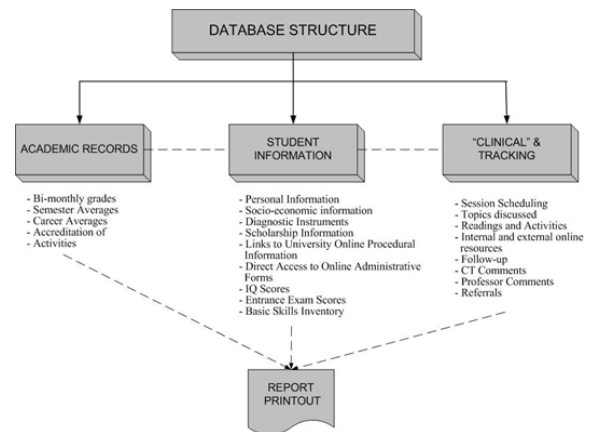 DATABASE STRUCTURE
ACADEMIC RECORDS
- Bi-monthly grades
- Semester Averages
- Career Averages
- Accreditation of
- Activities
STUDENT
INFORMATION
- Personal Information
- Socio-economic information
- Diagnostic Instruments
- Scholarship Information
- Links to University Online Procedural
Information
- Direct Access to Online Administrative
Forms
- IQ Scores
- Entrance Exam Scores
- Basic Skills Inventory
"CLINICAL" &
TRACKING
- Session Scheduling
- Topics discussed
- Readings and Activities
- Internal and external online
resources
- Follow-up
- CT Comments
- Professor Comments
- Referrals
REPORT
PRINTOUT